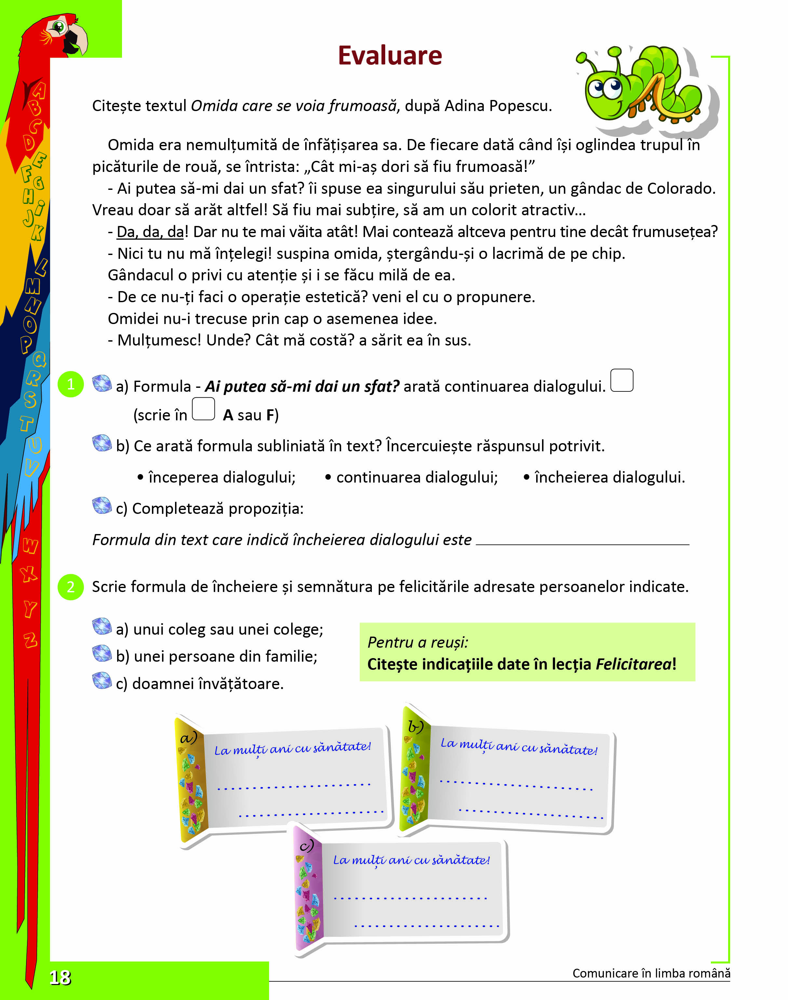 Evaluare
Citește textul Omida care se voia frumoasă, după Adina Popescu.
Omida era nemulțumită de înfățișarea sa. De fiecare dată când își oglindea trupul în
picăturile de rouă, se întrista: „Cât mi-aș dori să fiu frumoasă!”
- Ai putea să-mi dai un sfat? îi spuse ea singurului său prieten, un gândac de Colorado.
Vreau doar să arăt altfel! Să fiu mai subțire, să am un colorit atractiv...
- Da, da, da! Dar nu te mai văita atât! Mai contează altceva pentru tine decât frumusețea?
- Nici tu nu mă înțelegi! suspina omida, ștergându-și o lacrimă de pe chip.
Gândacul o privi cu atenție și i se făcu milă de ea.
- De ce nu-ți faci o operație estetică? veni el cu o propunere.
Omidei nu-i trecuse prin cap o asemenea idee.
- Mulțumesc! Unde? Cât mă costă? a sărit ea în sus.
1 a) Formula - Ai putea să-mi dai un sfat? arată continuarea dialogului.
(scrie în A sau F)
b) Ce arată formula subliniată în text? Încercuiește răspunsul potrivit.
• începerea dialogului; • continuarea dialogului; • încheierea dialogului.
c) Completează propoziția:
Formula din text care indică încheierea dialogului este
2 Scrie formula de încheiere și semnătura pe felicitările adresate persoanelor indicate.
a) unui coleg sau unei colege;
b) unei persoane din familie;
c) doamnei învățătoare.
Pentru a reuși:
Citește indicațiile date în lecția Felicitarea!
a)
La mulți ani cu sănătate!
b)
La mulți ani cu sănătate!
c)
La mulți ani cu sănătate!
18
Comunicare în limba română
A
B
C
D
E
F
G
H
i
J
K
L
M
N
O
P
Q
R
S
T
U
V
W
X
Y
Z